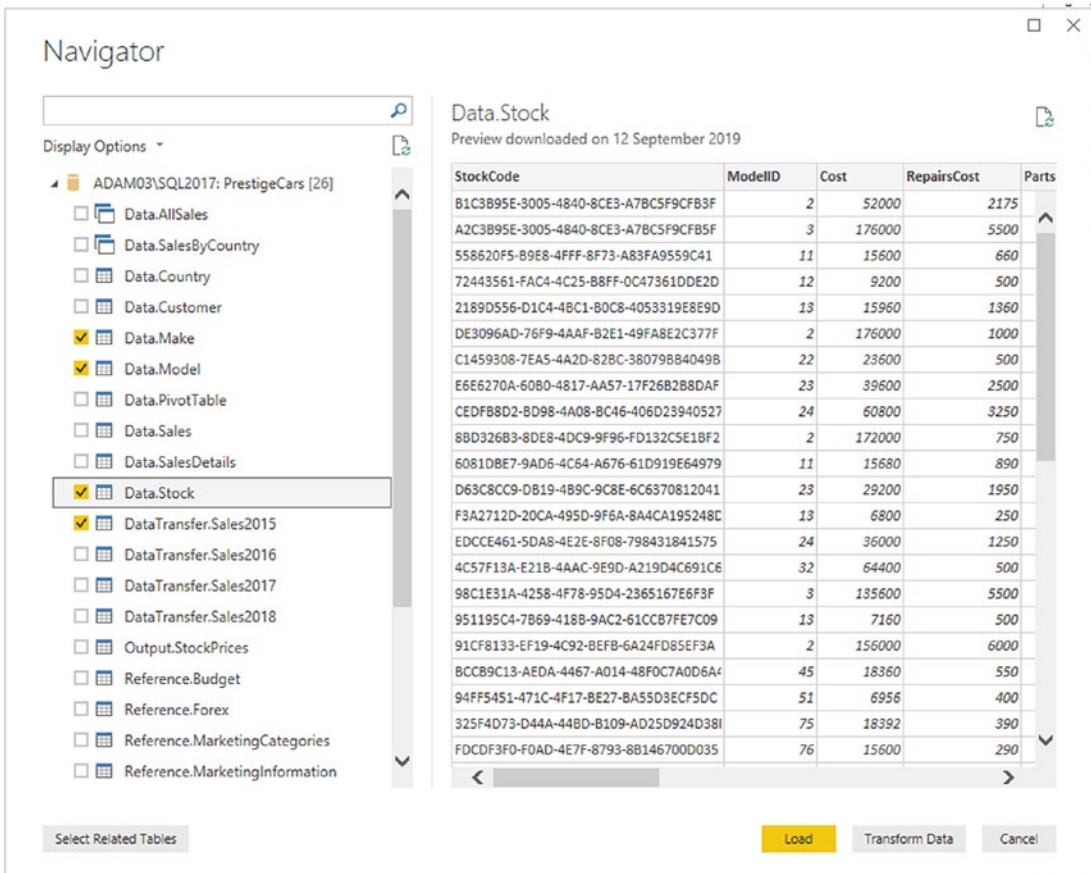 Navigator
Display Options
ADAM03\SQL2017: PrestigeCars [26]
Data.AllSales
Data.SalesByCountry
Data.Country
Data.Customer
Data.Make
Data.Model
Data.PivotTable
Data.Sales
Data.SalesDetails
Data.Stock
DataTransfer.Sales2015
DataTransfer.Sales2016
DataTransfer.Sales2017
DataTransfer.Sales2018
Output.StockPrices
Reference.Budget
Reference.Forex
Reference.MarketingCategories
Reference.MarketingInformation
Select Related Tables
Data.Stock
Preview downloaded on 12 September 2019
StockCode ModelID Cost RepairsCost Parts
B1C3B95E-3005-4840-8CE3-A7BC5F9CFB3F 2 52000 2175
A2C3B95E-3005-4840-8CE3-A7BC5F9CFB5F 3 176000 5500
558620F5-B9E8-4FFF-8F73-A83FA9559C41 11 15600 660
72443561-FAC4-4C25-B8FF-0C47361DDE2D 12 9200 500
2189D556-D1C4-4BC1-B0C8-4053319E8E9D 13 15960 1360
DE3096AD-76F9-4AAF-B2E1-49FA8E2C377F 2 176000 1000
C1459308-7EA5-4A2D-82BC-38079BB4049B 22 23600 500
E6E6270A-60B0-4817-AA57-17F26B2B8DAF 23 39600 2500
CEDFB8D2-BD98-4A08-BC46-406D23940527 24 60800 3250
8BD326B3-8DE8-4DC9-9F96-FD132C5E1BF2 2 172000 750
6081DBE7-9AD6-4C64-A676-61D919E64979 11 15680 890
D63C8CC9-DB19-4B9C-9C8E-6C6370812041 23 29200 1950
F3A2712D-20CA-495D-9F6A-8A4CA195248D 13 6800 250
EDCCE461-5DA8-4E2E-8F08-798431841575 24 36000 1250
4C57F13A-E21B-4AAC-9E9D-A219D4C691C6 32 64400 500
98C1E31A-4258-4F78-95D4-2365167E6F3F 3 135600 5500
951195C4-7B69-418B-9AC2-61CCB7FE7C09 13 7160 500
91CF8133-EF19-4C92-BEFB-6A24FD85EF3A 2 156000 6000
BCCB9C13-AEDA-4467-A014-48F0C7A0D6A4 45 18360 550
94FF5451-471C-4F17-BE27-BA55D3ECF5DC 51 6956 400
325F4D73-D44A-44BD-B109-AD25D924D38 75 18392 390
FDCDF3F0-F0AD-4E7F-8793-8B146700D035 76 15600 290
Load Transform Data Cancel